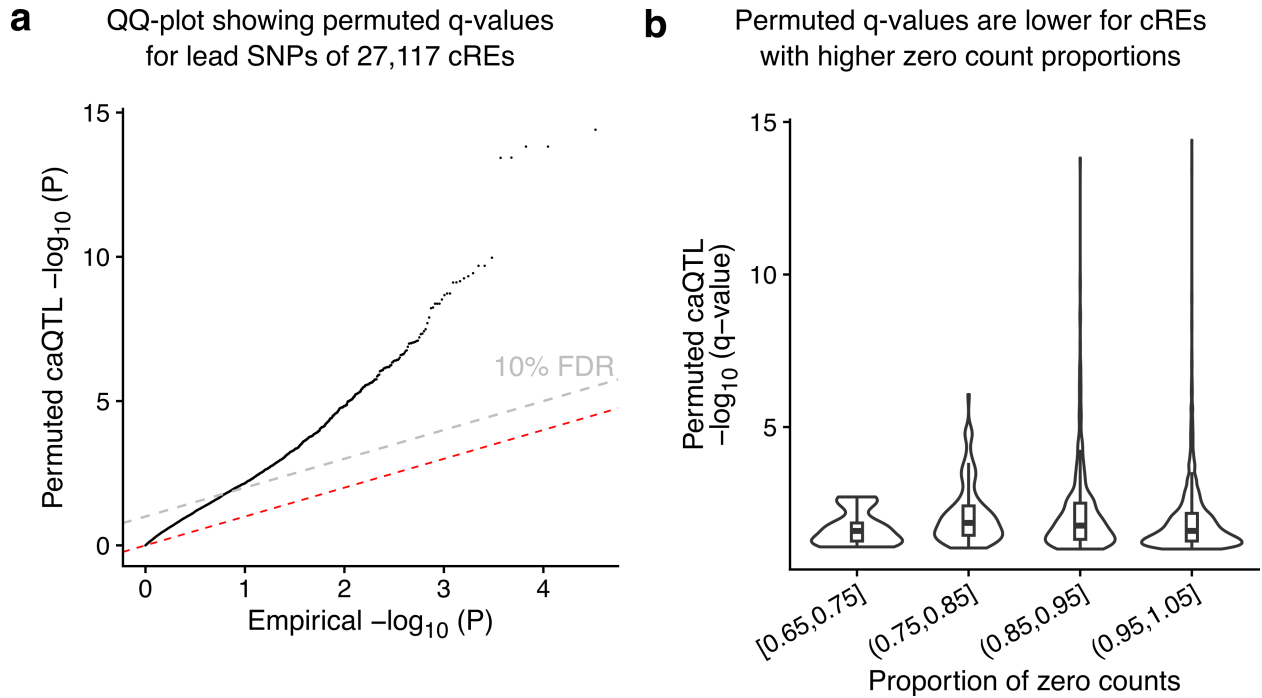 a
QQ-plot showing permuted q-values
for lead SNPs of 27,117 cREs
15
10
5
0
Permuted caQTL −log10 (P)
10% FDR
0 1 2 3 4
Empirical −log10 (P)
b
Permuted q-values are lower for cREs
with higher zero count proportions
15
10
5
Permuted caQTL
−log10 (q−value)
[0.65,0.75] (0.75,0.85] (0.85,0.95] (0.95,1.05]
Proportion of zero counts